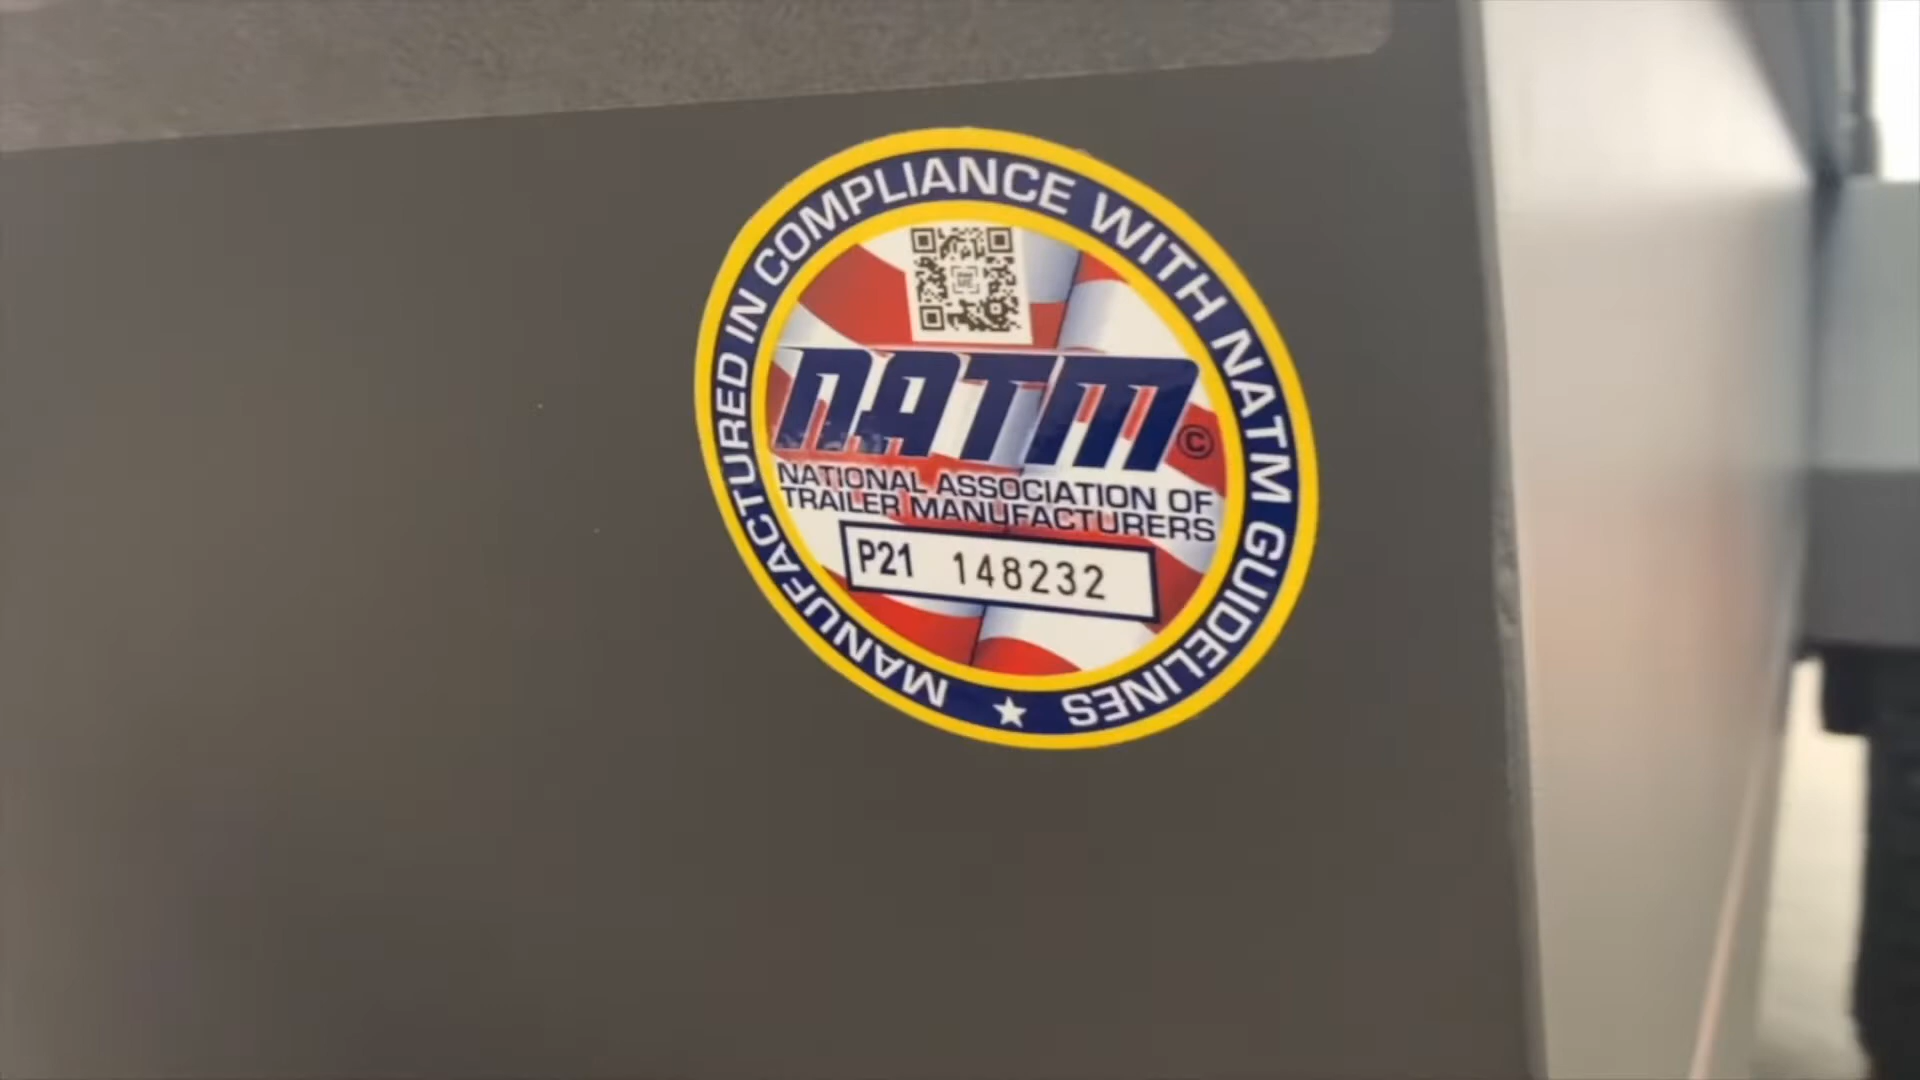 MANUFACTURED IN COMPLIANCE WITH NATM GUIDELINES
NATM ©
NATIONAL ASSOCIATION OF
TRAILER MANUFACTURERS
P21 148232